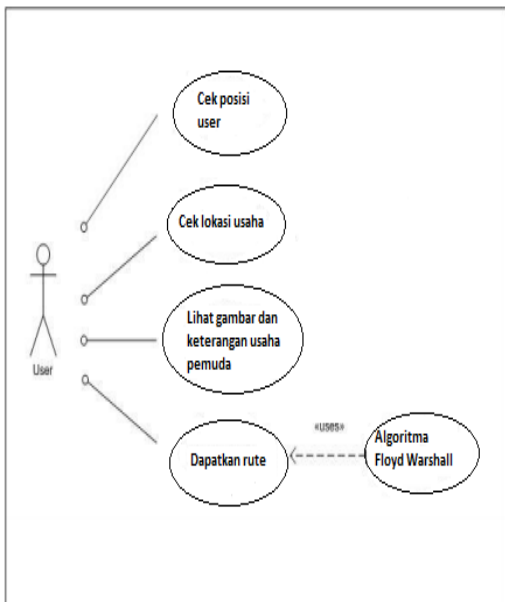 Cek posisi
user
Cek lokasi usaha
Lihat gambar dan
keterangan usaha
pemuda
User
Dapatkan rute
«uses»
Algoritma
Floyd Warshall